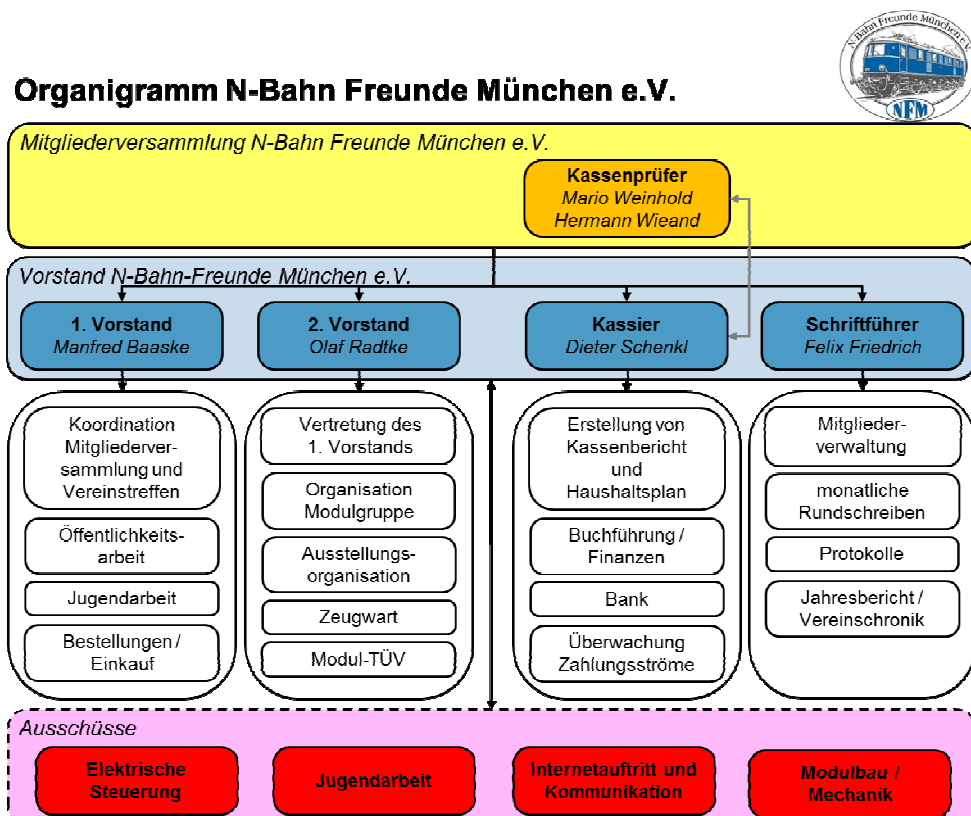 N-Bahn Freunde München e.V.
NFM
Organigramm N-Bahn Freunde München e.V.
Mitgliederversammlung N-Bahn Freunde München e.V.
Kassenprüfer
Mario Weinhold
Hermann Wieand
Vorstand N-Bahn-Freunde München e.V.
1. Vorstand
Manfred Baaske
2. Vorstand
Olaf Radtke
Kassier
Dieter Schenkl
Schriftführer
Felix Friedrich
Koordination
Mitgliederver-
sammlung und
Vereinstreffen
Öffentlichkeits-
arbeit
Jugendarbeit
Bestellungen /
Einkauf
Vertretung des
1. Vorstands
Organisation
Modulgruppe
Ausstellungs-
organisation
Zeugwart
Modul-TÜV
Erstellung von
Kassenbericht
und
Haushaltsplan
Buchführung /
Finanzen
Bank
Überwachung
Zahlungsströme
Mitglieder-
verwaltung
monatliche
Rundschreiben
Protokolle
Jahresbericht /
Vereinschronik
Ausschüsse
Elektrische
Steuerung
Jugendarbeit
Internetauftritt und
Kommunikation
Modulbau /
Mechanik